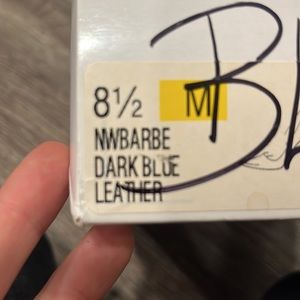 8½ M
NWBARBE
DARK BLUE
LEATHER